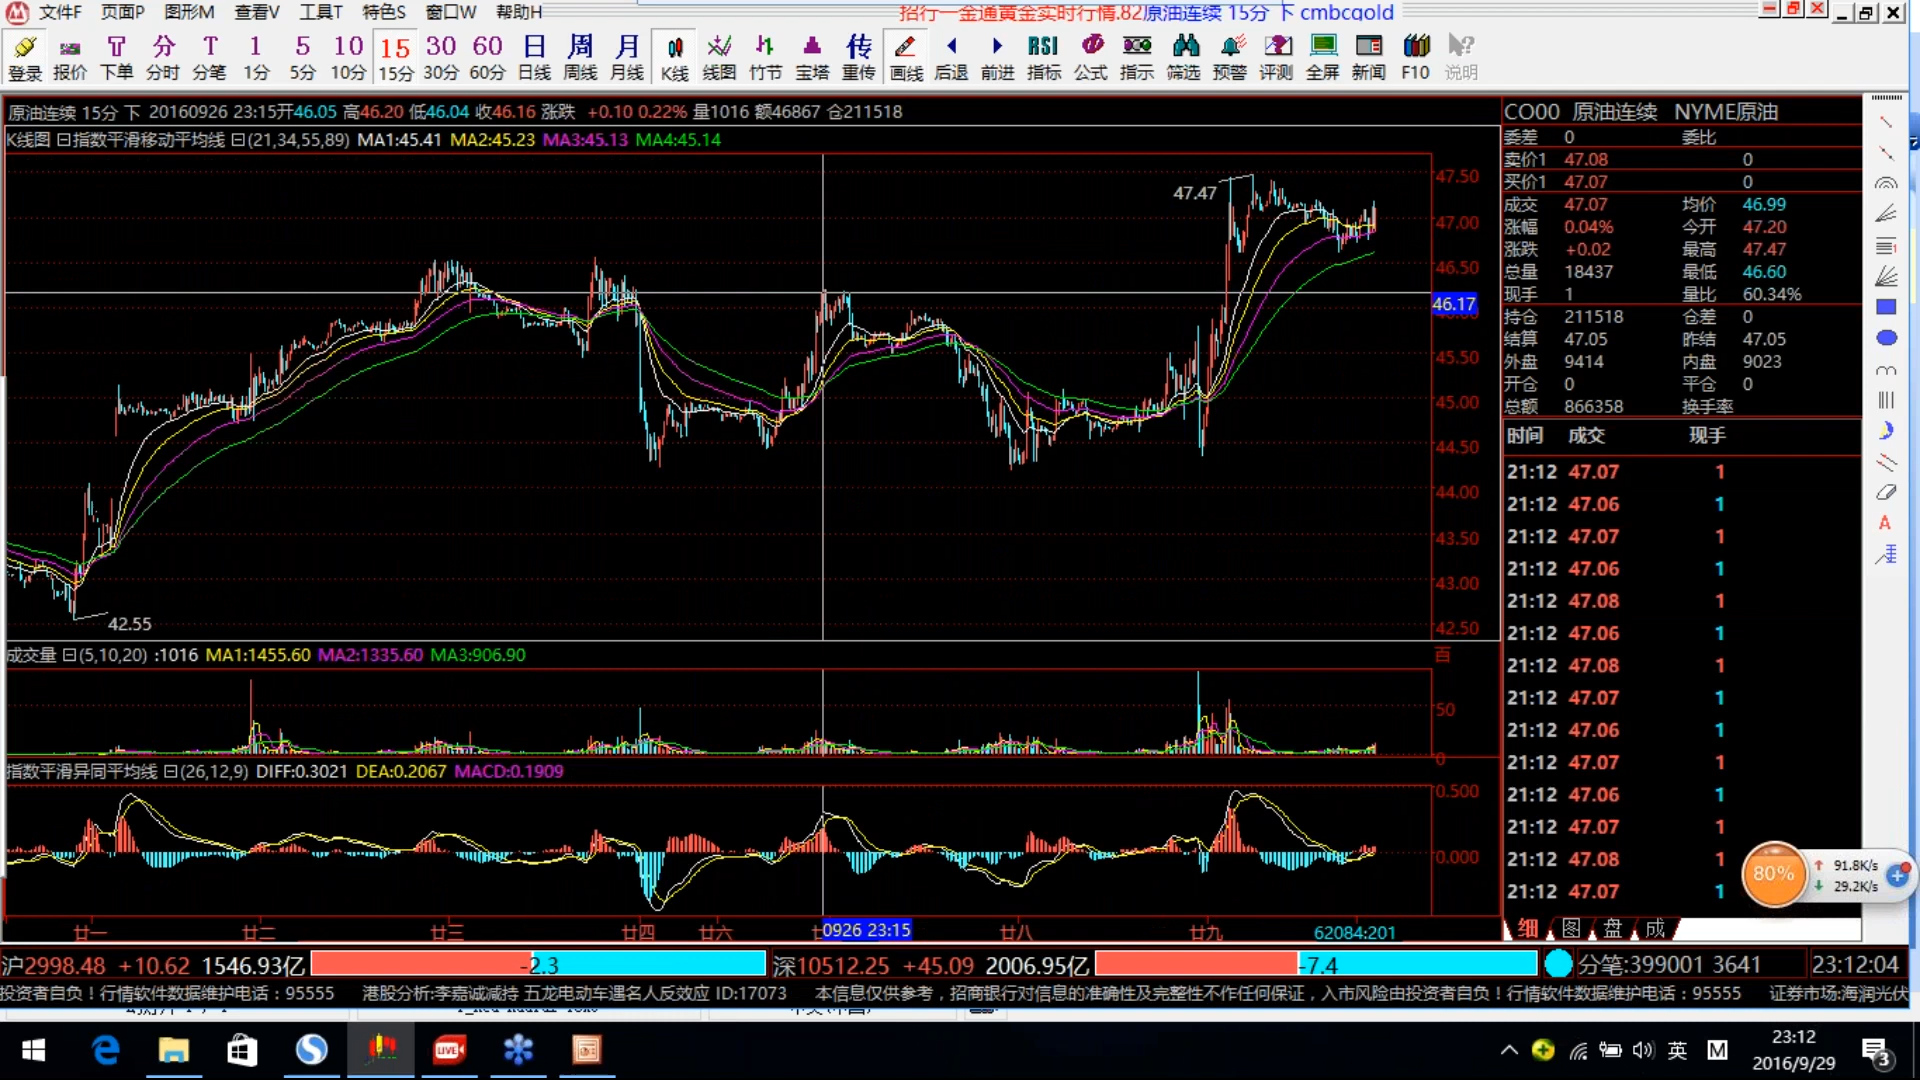 文件F 页面P 图形M 查看V 工具T 特色S 窗口W 帮助H 招行一金通黄金实时行情.82原油连续 15分 下 cmbcgold
T 分 T 1 5 10 15 30 60 日 周 月 传 RSI
登录 报价 下单 分时 分笔 1分 5分 10分 15分 30分 60分 日线 周线 月线 K线 线图 竹节 宝塔 重传 画线 后退 前进 指标 公式 指示 筛选 预警 评测 全屏 新闻 F10 说明
原油连续 15分 下 20160926 23:15开46.05 高46.20 低46.04 收46.16 涨跌 +0.10 0.22% 量1016 额46867 仓211518
K线图 指数平滑移动平均线 (21,34,55,89) MA1:45.41 MA2:45.23 MA3:45.13 MA4:45.14
47.50
47.47
47.00
46.50
46.17
45.50
45.00
44.50
44.00
43.50
43.00
42.55
42.50
成交量 (5,10,20) :1016 MA1:1455.60 MA2:1335.60 MA3:906.90
百
50
0
指数平滑异同平均线 (26,12,9) DIFF:0.3021 DEA:0.2067 MACD:0.1909
0.500
0.000
廿一 廿二 廿三 廿四 廿六 0926 23:15 廿八 廿九 62084:201
CO00 原油连续 NYME原油
委差 0 委比
卖价1 47.08 0
买价1 47.07 0
成交 47.07 均价 46.99
涨幅 0.04% 今开 47.20
涨跌 +0.02 最高 47.47
总量 18437 最低 46.60
现手 1 量比 60.34%
持仓 211518 仓差 0
结算 47.05 昨结 47.05
外盘 9414 内盘 9023
开仓 0 平仓 0
总额 866358 换手率
时间 成交 现手
21:12 47.07 1
21:12 47.06 1
21:12 47.07 1
21:12 47.06 1
21:12 47.08 1
21:12 47.06 1
21:12 47.08 1
21:12 47.07 1
21:12 47.06 1
21:12 47.07 1
21:12 47.06 1
21:12 47.07 1
21:12 47.08 1
21:12 47.07 1
A
80% 91.8K/s
29.2K/s
细 图 盘 成
沪2998.48 +10.62 1546.93亿 -2.3 深10512.25 +45.09 2006.95亿 -7.4 分笔:399001 3641 23:12:04
投资者自负！行情软件数据维护电话：95555 港股分析:李嘉诚减持 五龙电动车遇名人反效应 ID:17073 本信息仅供参考，招商银行对信息的准确性及完整性不作任何保证，入市风险由投资者自负！行情软件数据维护电话：95555 证券市场:海润光伏
LIVE 英 M 23:12
2016/9/29 3